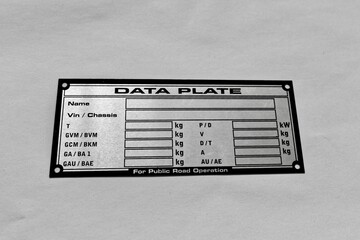 DATA PLATE
Name
Vin / Chassis
T kg P / D kW
GVM / BVM kg V kg
GCM / BKM kg D / T kg
GA / BA 1 kg A kg
GAU / BAE kg AU / AE kg
For Public Road Operation